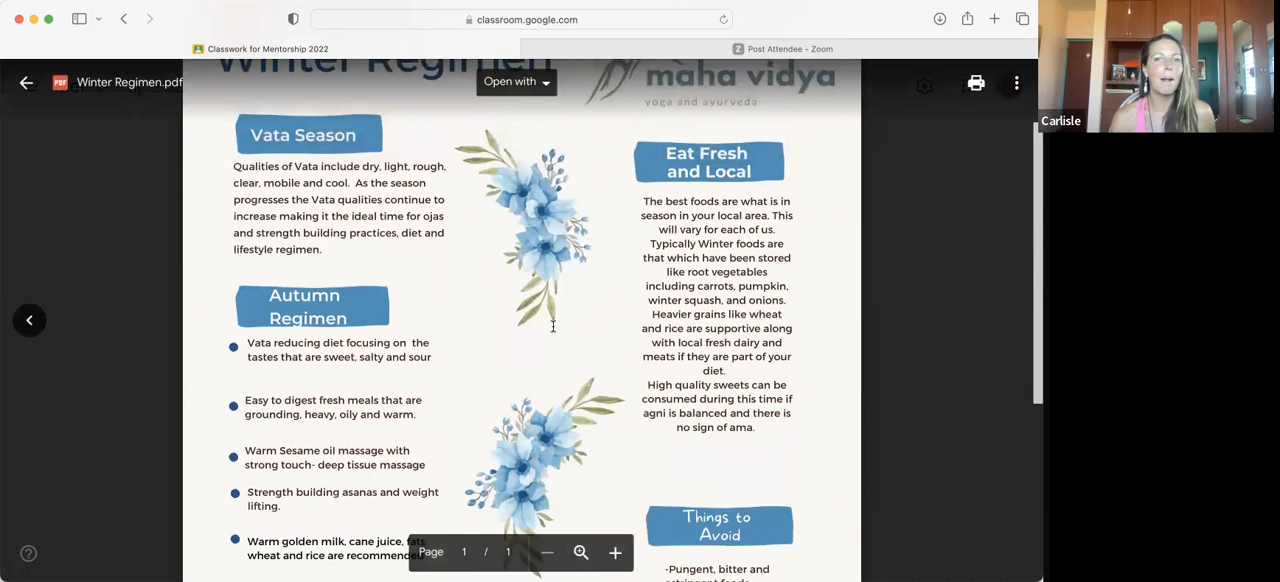 classroom.google.com
Classwork for Mentorship 2022
Z Post Attendee - Zoom
PDF Winter Regimen.pdf
Open with
Carlisle
Winter Regimen
maha vidya
yoga and ayurveda
Vata Season
Qualities of Vata include dry, light, rough,
clear, mobile and cool. As the season
progresses the Vata qualities continue to
increase making it the ideal time for ojas
and strength building practices, diet and
lifestyle regimen.
Autumn
Regimen
Vata reducing diet focusing on the
tastes that are sweet, salty and sour
Easy to digest fresh meals that are
grounding, heavy, oily and warm.
Warm Sesame oil massage with
strong touch- deep tissue massage
Strength building asanas and weight
lifting.
Warm golden milk, cane juice, fats
wheat and rice are recommended
Eat Fresh
and Local
The best foods are what is in
season in your local area. This
will vary for each of us.
Typically Winter foods are
that which have been stored
like root vegetables
including carrots, pumpkin,
winter squash, and onions.
Heavier grains like wheat
and rice are supportive along
with local fresh dairy and
meats if they are part of your
diet.
High quality sweets can be
consumed during this time if
agni is balanced and there is
no sign of ama.
Things to
Avoid
-Pungent, bitter and
Page 1 / 1